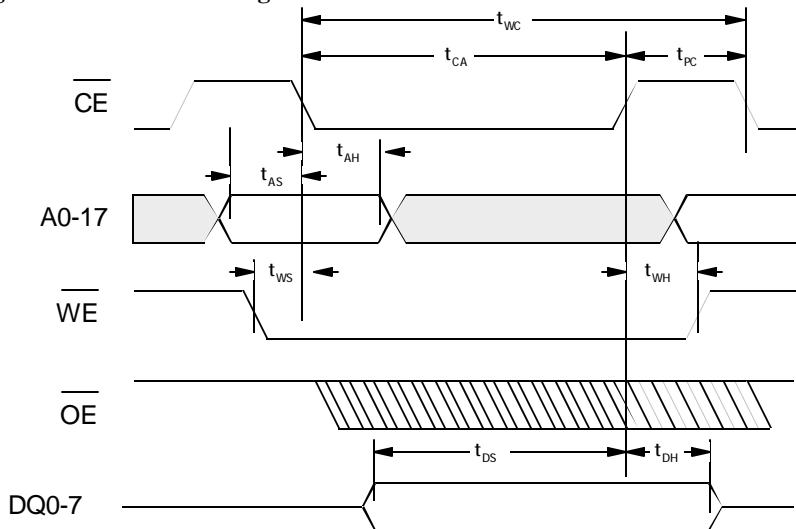 t_WC
t_CA
t_PC
CE
t_AH
t_AS
A0-17
t_WS
t_WH
WE
OE
t_DS
t_DH
DQ0-7